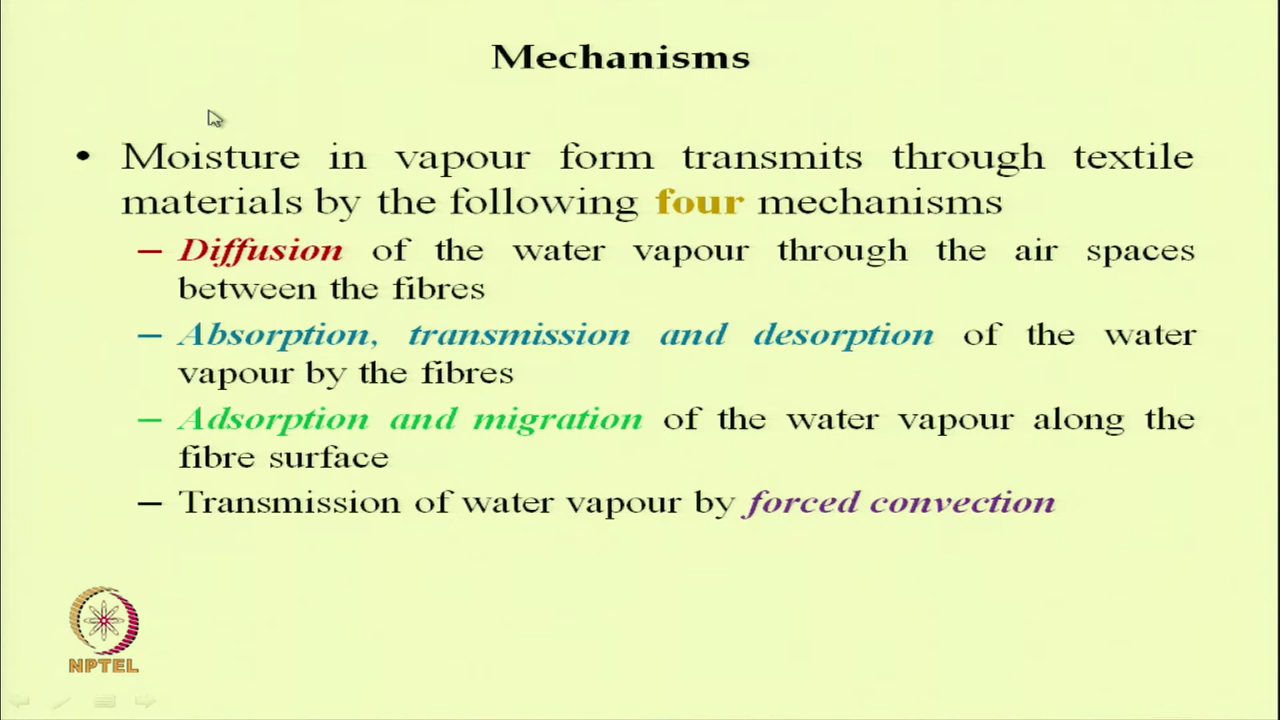 Mechanisms
• Moisture in vapour form transmits through textile
materials by the following four mechanisms
– Diffusion of the water vapour through the air spaces
between the fibres
– Absorption, transmission and desorption of the water
vapour by the fibres
– Adsorption and migration of the water vapour along the
fibre surface
– Transmission of water vapour by forced convection
NPTEL